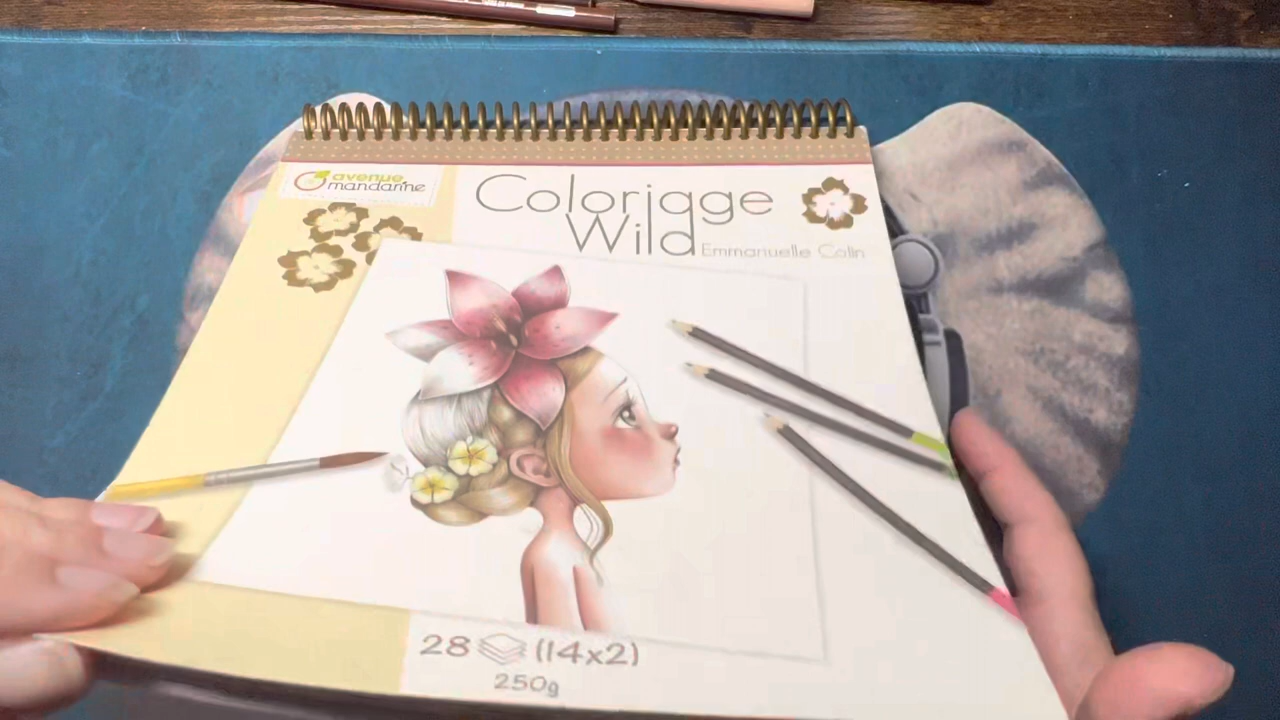 avenue
mandarine
Coloriage
Wild
Emmanuelle Colin
28 (14x2)
250g